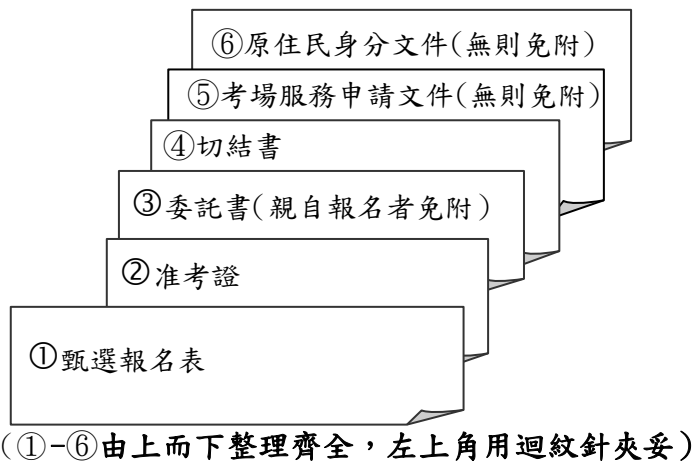 ⑥原住民身分文件(無則免附)
⑤考場服務申請文件(無則免附)
④切結書
③委託書(親自報名者免附)
②准考證
①甄選報名表
(①-⑥由上而下整理齊全，左上角用迴紋針夾妥)